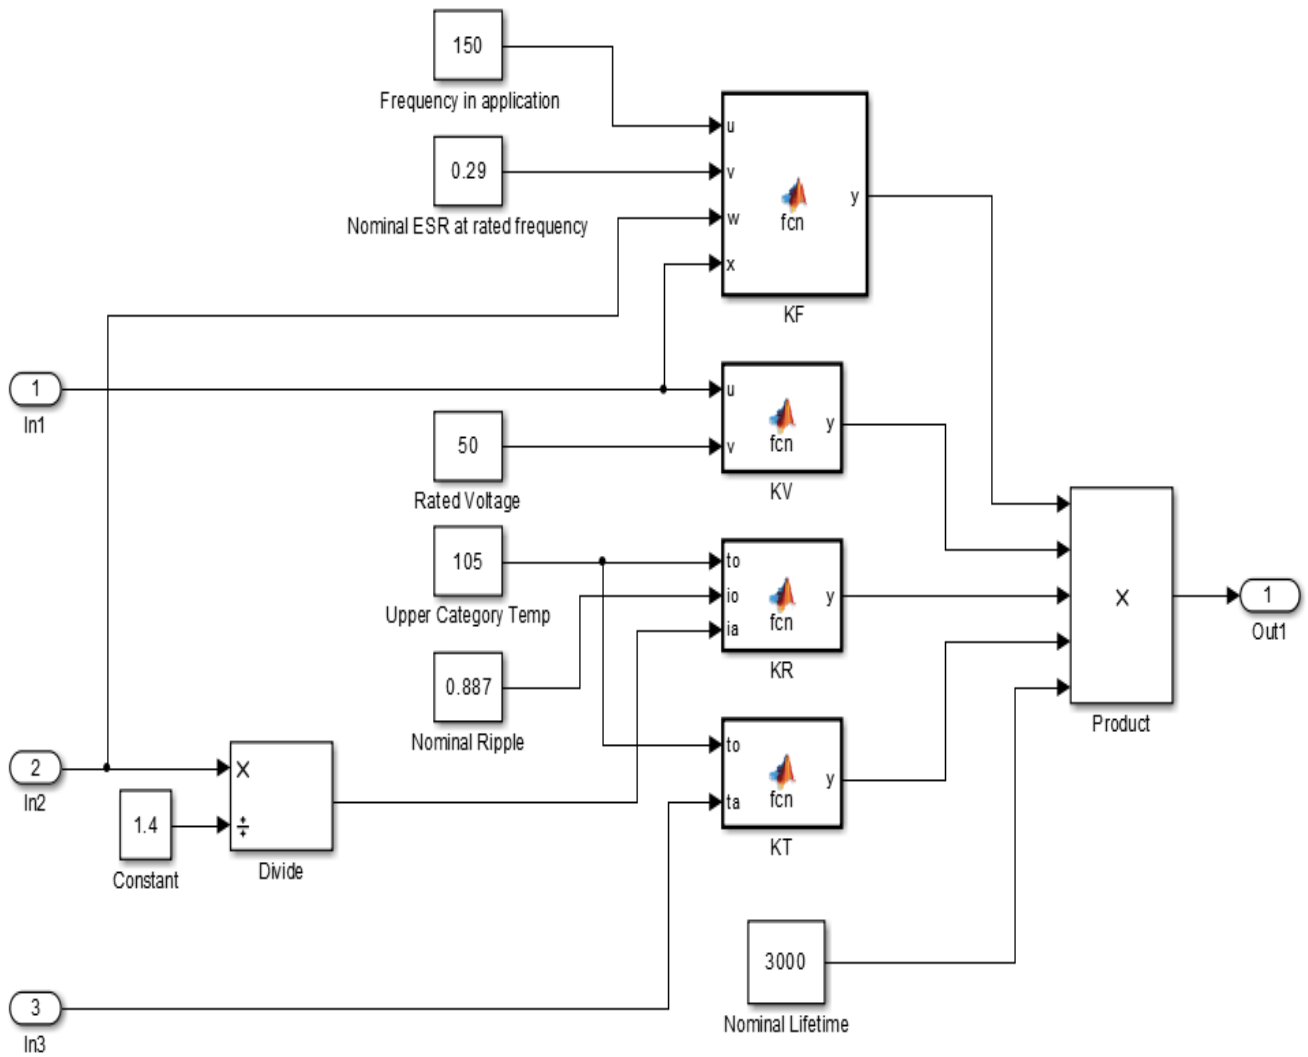 150
Frequency in application
0.29
Nominal ESR at rated frequency
u
v
w
x
fcn
y
KF
1
In1
50
Rated Voltage
u
v
fcn
y
KV
105
Upper Category Temp
0.887
Nominal Ripple
to
io
ia
fcn
y
KR
2
In2
1.4
Constant
×
÷
Divide
to
ta
fcn
y
KT
3000
Nominal Lifetime
3
In3
×
Product
1
Out1